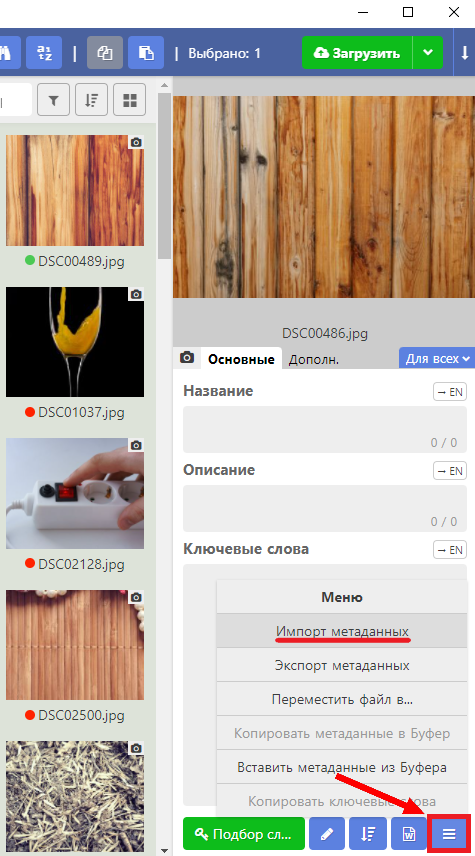 Выбрано: 1
Загрузить
DSC00489.jpg
DSC01037.jpg
DSC02128.jpg
DSC02500.jpg
DSC00486.jpg
Основные
Дополн.
Для всех
Название
→ EN
0 / 0
Описание
→ EN
0 / 0
Ключевые слова
→ EN
Меню
Импорт метаданных
Экспорт метаданных
Переместить файл в...
Копировать метаданные в Буфер
Вставить метаданные из Буфера
Копировать ключевые слова
Подбор сл...